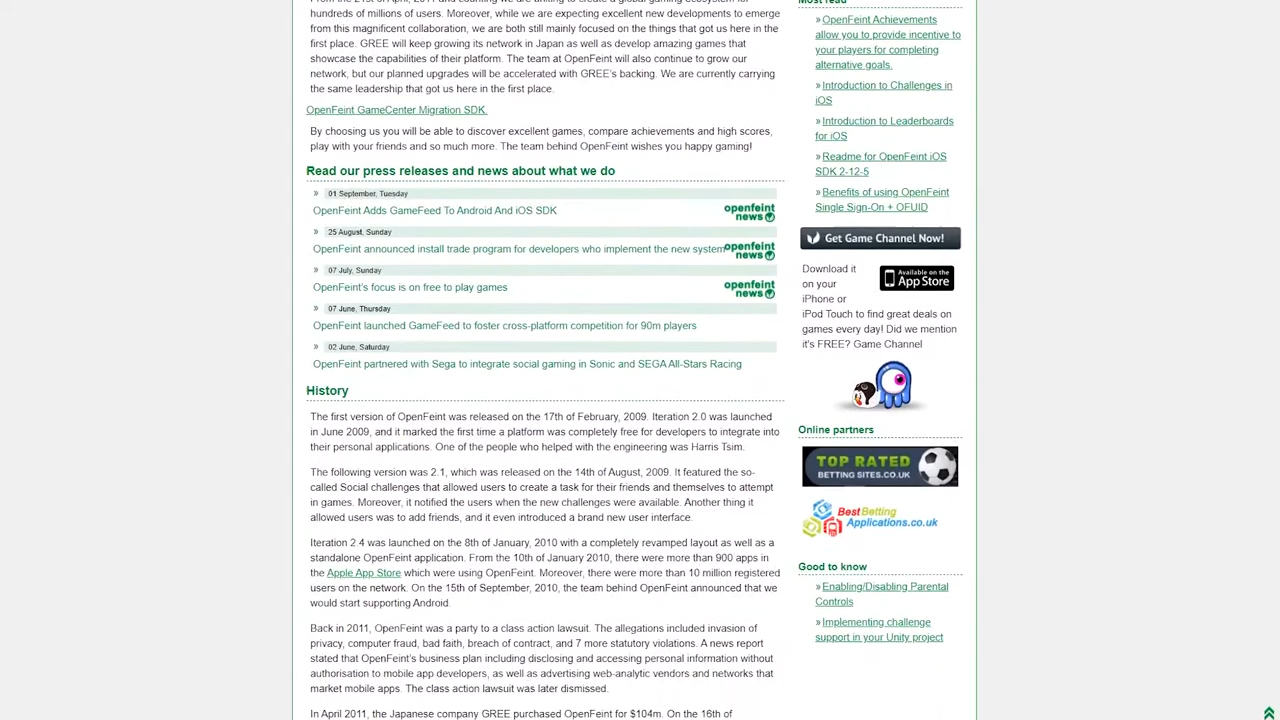 From the 21st of April, 2011 and counting we are aiming to create a global gaming ecosystem for
hundreds of millions of users. Moreover, while we are expecting excellent new developments to emerge
from this magnificent collaboration, we are both still mainly focused on the things that got us here in the
first place. GREE will keep growing its network in Japan as well as develop amazing games that
showcase the capabilities of their platform. The team at OpenFeint will also continue to grow our
network, but our planned upgrades will be accelerated with GREE's backing. We are currently carrying
the same leadership that got us here in the first place.
OpenFeint GameCenter Migration SDK.
By choosing us you will be able to discover excellent games, compare achievements and high scores,
play with your friends and so much more. The team behind OpenFeint wishes you happy gaming!
Read our press releases and news about what we do
» 01 September, Tuesday
OpenFeint Adds GameFeed To Android And iOS SDK
openfeint
news
» 25 August, Sunday
OpenFeint announced install trade program for developers who implement the new system
openfeint
news
» 07 July, Sunday
OpenFeint's focus is on free to play games
openfeint
news
» 07 June, Thursday
OpenFeint launched GameFeed to foster cross-platform competition for 90m players
» 02 June, Saturday
OpenFeint partnered with Sega to integrate social gaming in Sonic and SEGA All-Stars Racing
History
The first version of OpenFeint was released on the 17th of February, 2009. Iteration 2.0 was launched
in June 2009, and it marked the first time a platform was completely free for developers to integrate into
their personal applications. One of the people who helped with the engineering was Harris Tsim.
The following version was 2.1, which was released on the 14th of August, 2009. It featured the so-
called Social challenges that allowed users to create a task for their friends and themselves to attempt
in games. Moreover, it notified the users when the new challenges were available. Another thing it
allowed users was to add friends, and it even introduced a brand new user interface.
Iteration 2.4 was launched on the 8th of January, 2010 with a completely revamped layout as well as a
standalone OpenFeint application. From the 10th of January 2010, there were more than 900 apps in
the Apple App Store which were using OpenFeint. Moreover, there were more than 10 million registered
users on the network. On the 15th of September, 2010, the team behind OpenFeint announced that we
would start supporting Android.
Back in 2011, OpenFeint was a party to a class action lawsuit. The allegations included invasion of
privacy, computer fraud, bad faith, breach of contract, and 7 more statutory violations. A news report
stated that OpenFeint's business plan including disclosing and accessing personal information without
authorisation to mobile app developers, as well as advertising web-analytic vendors and networks that
market mobile apps. The class action lawsuit was later dismissed.
In April 2011, the Japanese company GREE purchased OpenFeint for $104m. On the 16th of
Most read
» OpenFeint Achievements
allow you to provide incentive to
your players for completing
alternative goals.
» Introduction to Challenges in
iOS
» Introduction to Leaderboards
for iOS
» Readme for OpenFeint iOS
SDK 2-12-5
» Benefits of using OpenFeint
Single Sign-On + OFUID
Get Game Channel Now!
Download it
on your
iPhone or
iPod Touch to find great deals on
games every day! Did we mention
it's FREE? Game Channel
Available on the
App Store
Online partners
TOP RATED
BETTING SITES.CO.UK
BestBetting
Applications.co.uk
Good to know
» Enabling/Disabling Parental
Controls
» Implementing challenge
support in your Unity project